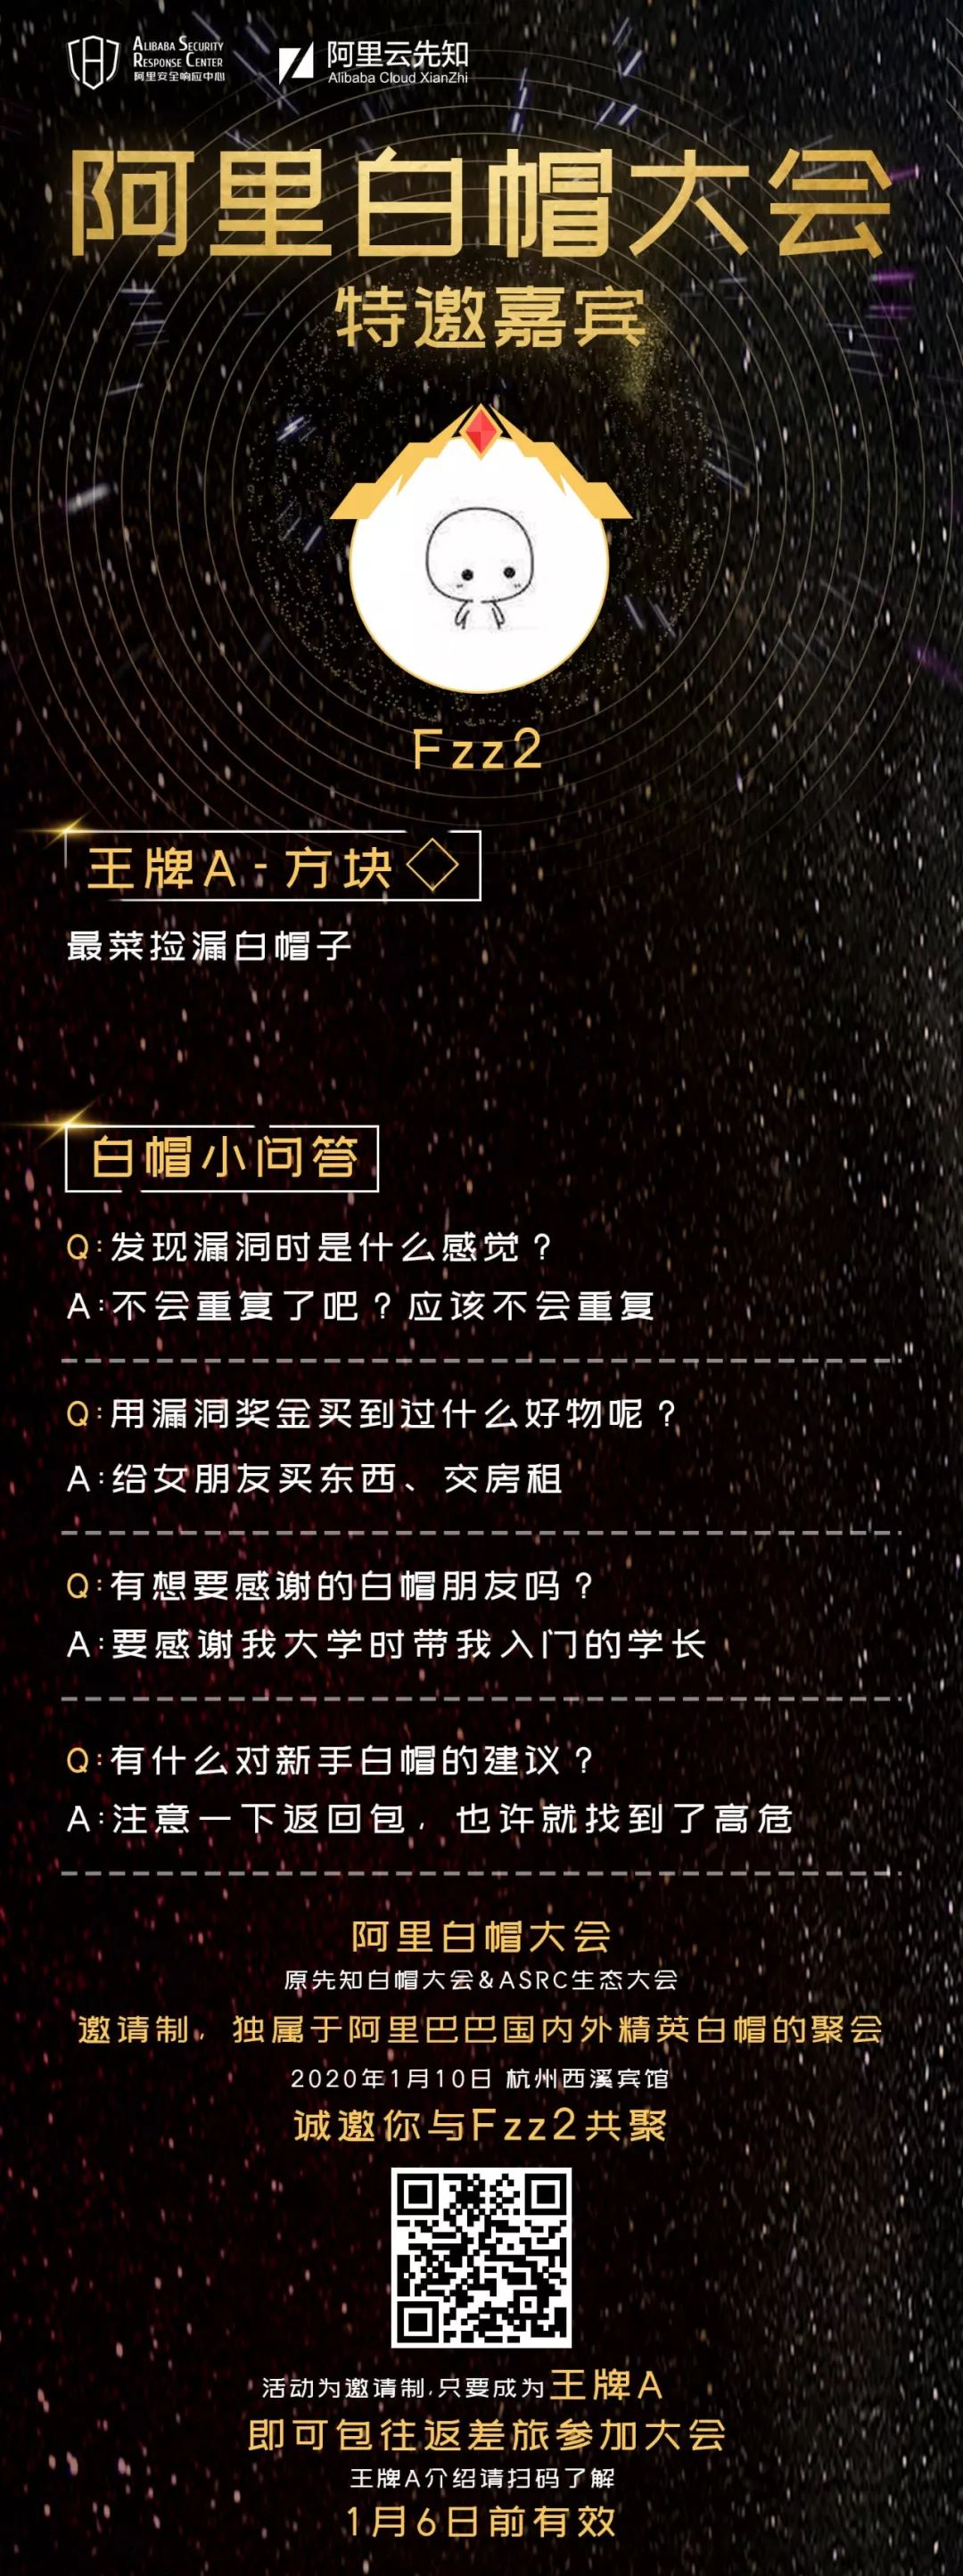 ALIBABA SECURITY
RESPONSE CENTER
阿里安全响应中心
阿里云先知
Alibaba Cloud XianZhi
阿里白帽大会
特邀嘉宾
Fzz2
王牌A-方块
最菜捡漏白帽子
白帽小问答
Q:发现漏洞时是什么感觉？
A:不会重复了吧？应该不会重复
Q:用漏洞奖金买到过什么好物呢？
A:给女朋友买东西、交房租
Q:有想要感谢的白帽朋友吗？
A:要感谢我大学时带我入门的学长
Q:有什么对新手白帽的建议？
A:注意一下返回包，也许就找到了高危
阿里白帽大会
原先知白帽大会&ASRC生态大会
邀请制，独属于阿里巴巴国内外精英白帽的聚会
2020年1月10日 杭州西溪宾馆
诚邀你与Fzz2共聚
活动为邀请制,只要成为王牌A
即可包往返差旅参加大会
王牌A介绍请扫码了解
1月6日前有效